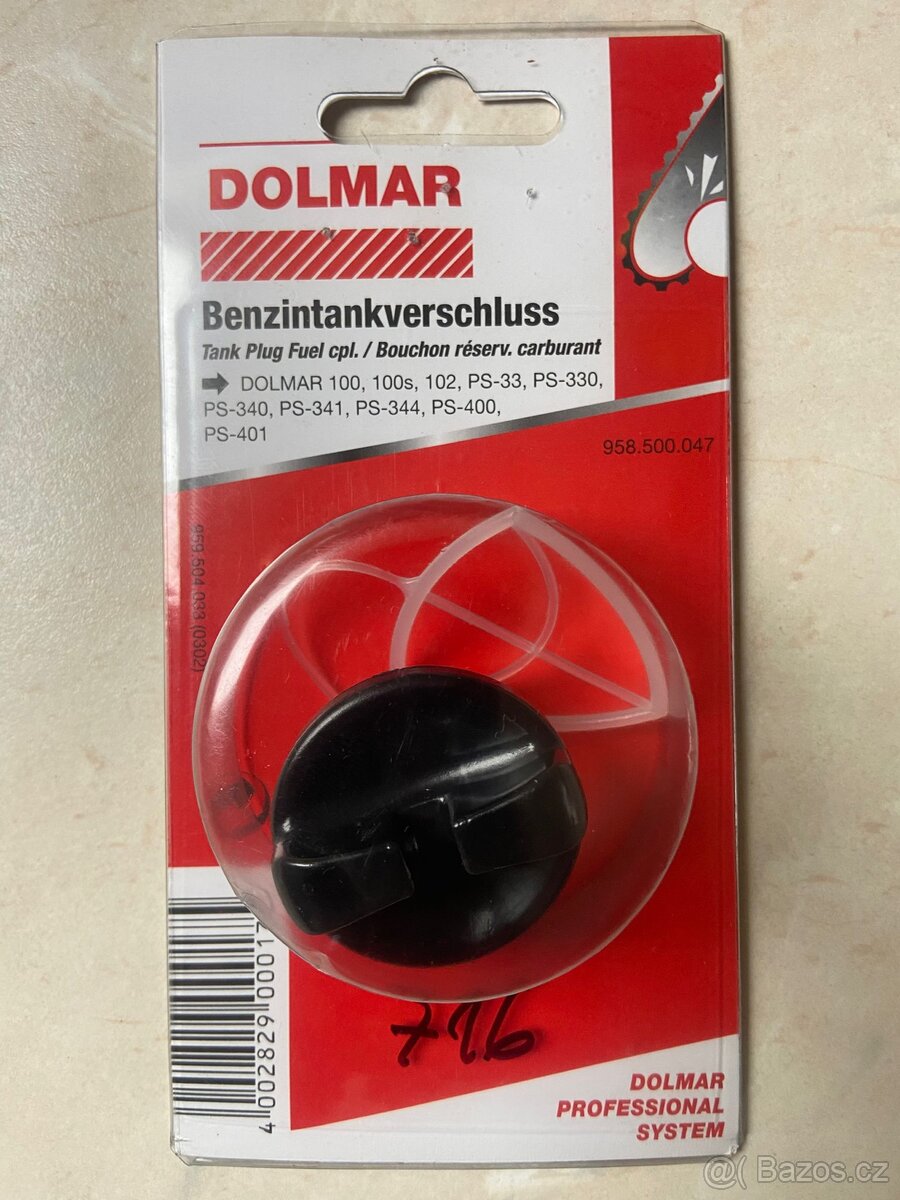 DOLMAR
Benzintankverschluss
Tank Plug Fuel cpl. / Bouchon réserv. carburant
DOLMAR 100, 100s, 102, PS-33, PS-330,
PS-340, PS-341, PS-344, PS-400,
PS-401
958.500.047
959.504.033 (0302)
4 002829 00017
716
DOLMAR
PROFESSIONAL
SYSTEM
@( Bazos.cz